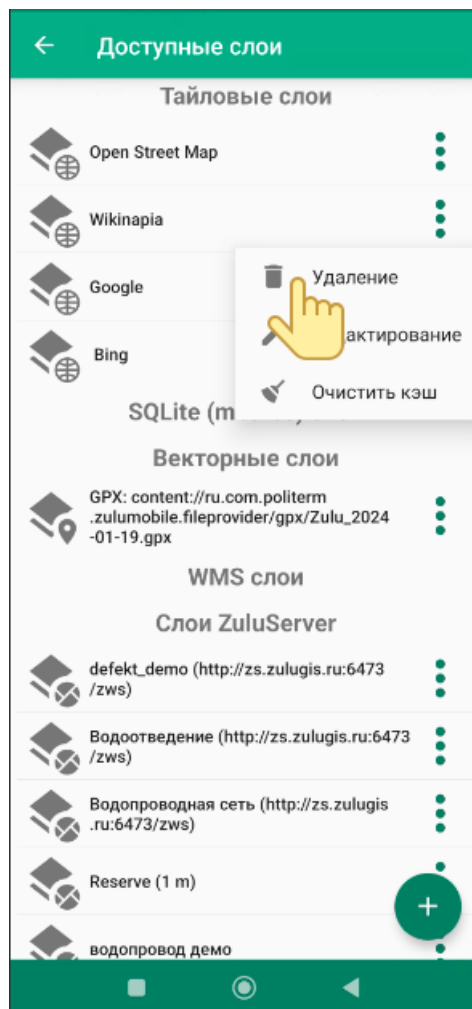 Доступные слои
Тайловые слои
Open Street Map
Wikinapia
Google
Удаление
актирование
Bing
Очистить кэш
SQLite (m
Векторные слои
GPX: content://ru.com.politerm
.zulumobile.fileprovider/gpx/Zulu_2024
-01-19.gpx
WMS слои
Слои ZuluServer
defekt_demo (http://zs.zulugis.ru:6473
/zws)
Водоотведение (http://zs.zulugis.ru:6473
/zws)
Водопроводная сеть (http://zs.zulugis
.ru:6473/zws)
Reserve (1 m)
водопровод демо